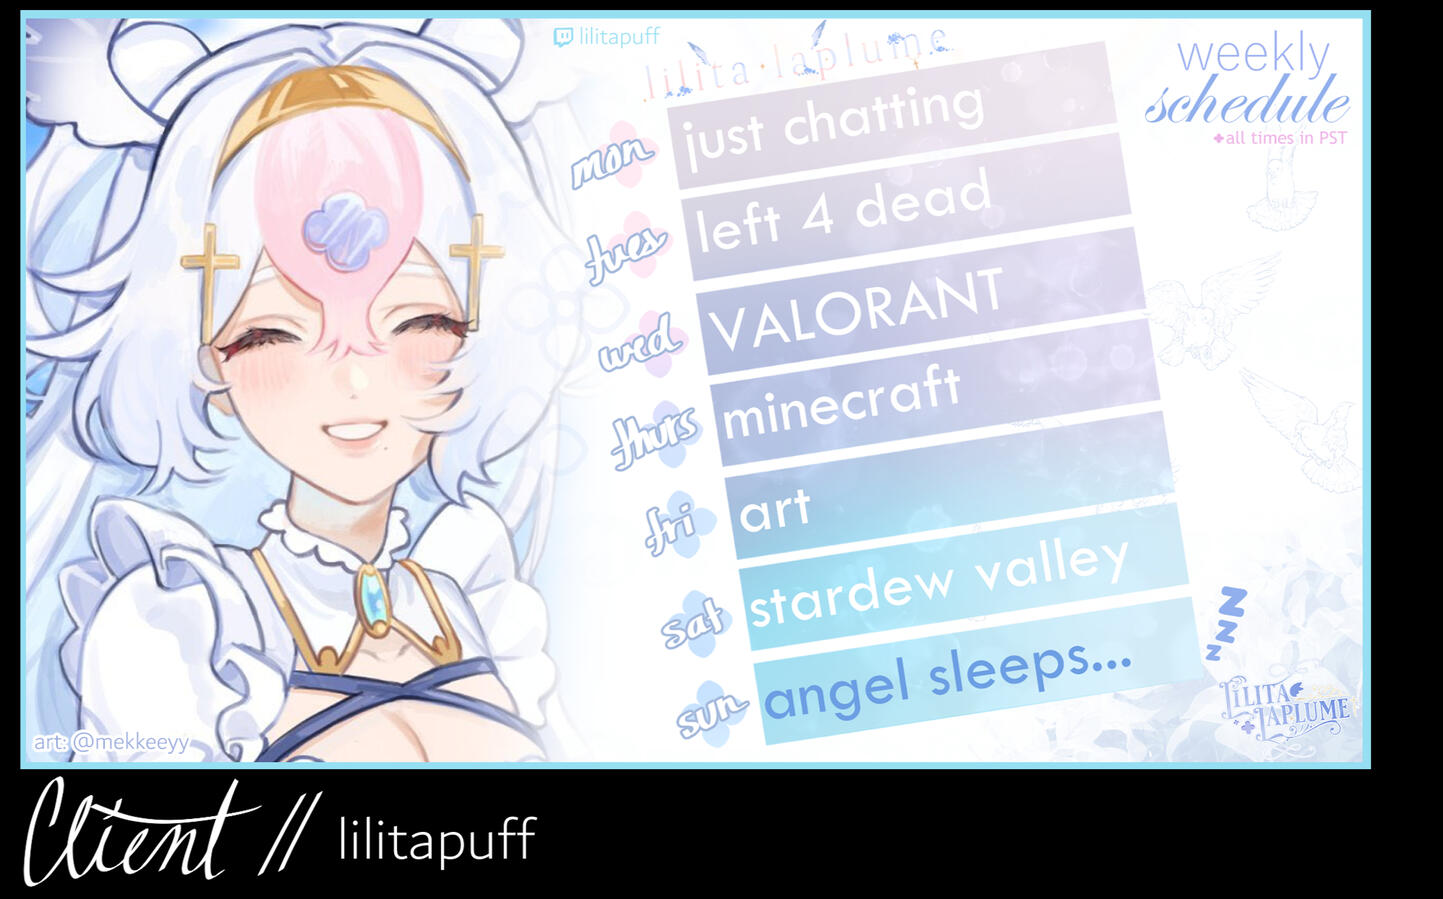 lilitapuff
lilita laplume
weekly
schedule
all times in PST
mon just chatting
tues left 4 dead
wed VALORANT
thurs minecraft
fri art
sat stardew valley
sun angel sleeps...
zzz
LILITA
LAPLUME
art: @mekkeeyy
Client // lilitapuff